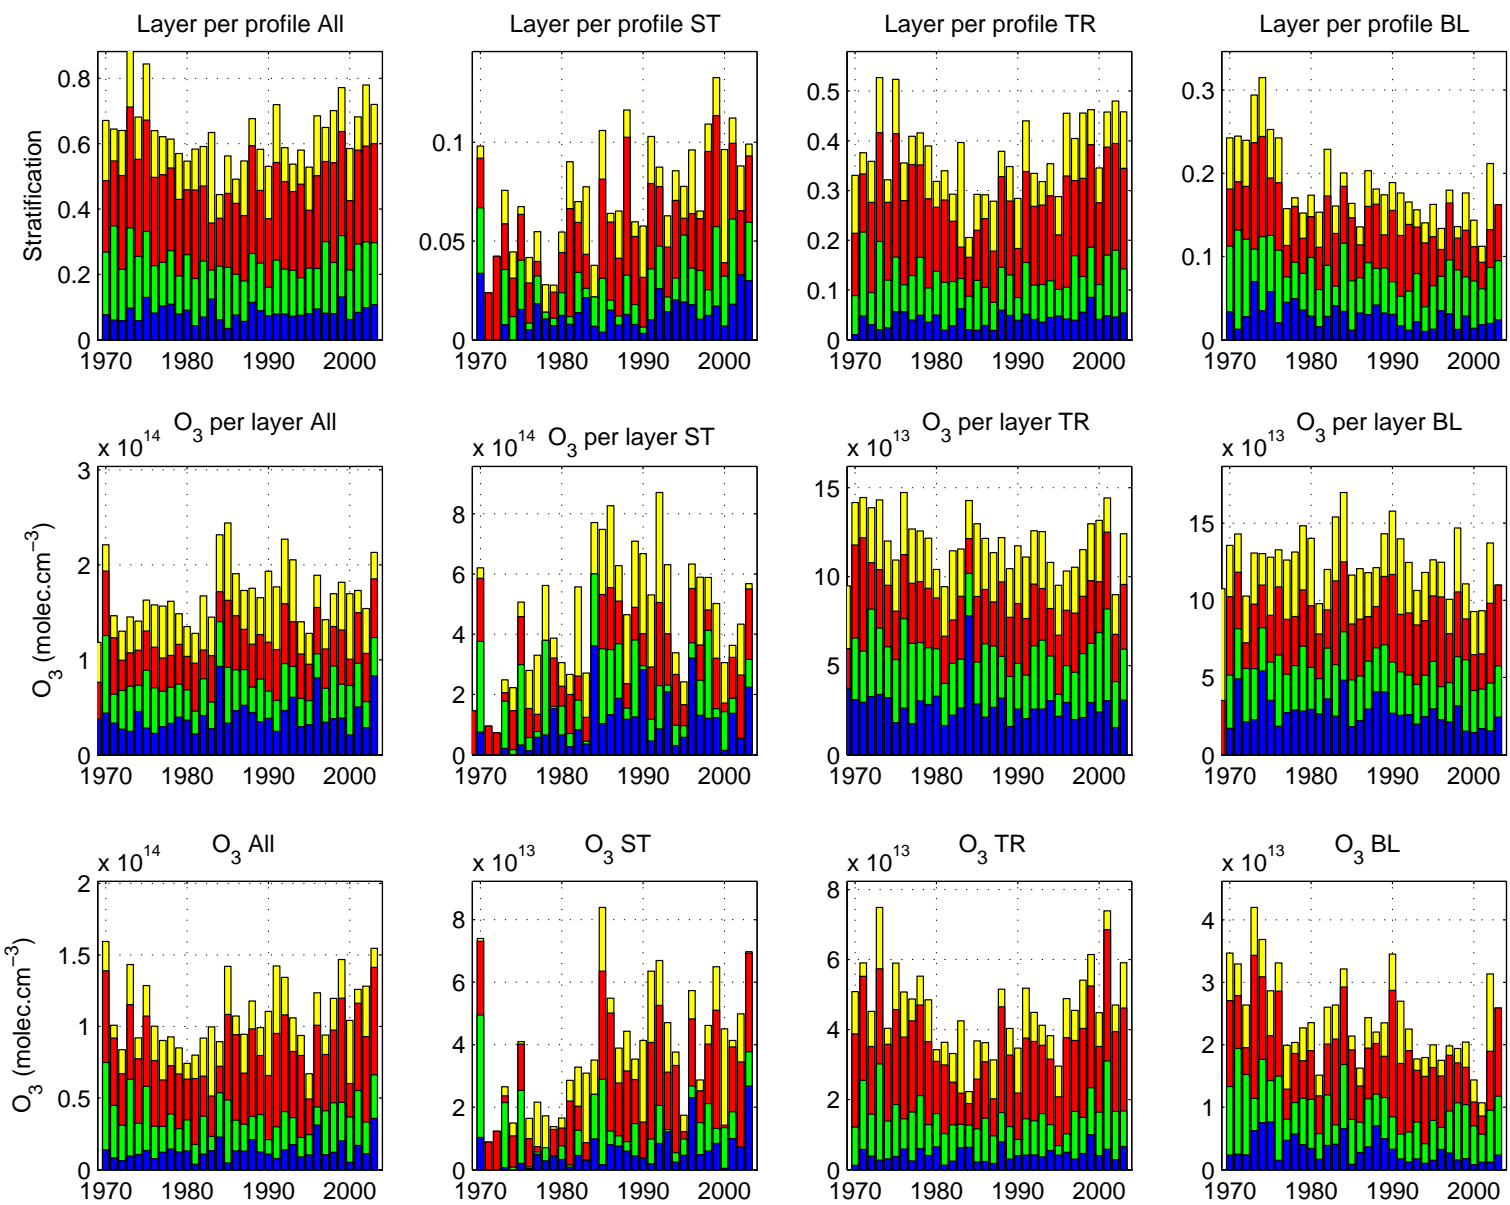 Layer per profile All
Layer per profile ST
Layer per profile TR
Layer per profile BL
Stratification
0.8
0.6
0.4
0.2
0
1970 1980 1990 2000
0.1
0.05
0
1970 1980 1990 2000
0.5
0.4
0.3
0.2
0.1
0
1970 1980 1990 2000
0.3
0.2
0.1
0
1970 1980 1990 2000
O3 per layer All
x 10^14
O3 (molec.cm−3)
3
2
1
0
1970 1980 1990 2000
O3 per layer ST
x 10^14
8
6
4
2
0
1970 1980 1990 2000
O3 per layer TR
x 10^13
15
10
5
0
1970 1980 1990 2000
O3 per layer BL
x 10^13
15
10
5
0
1970 1980 1990 2000
O3 All
x 10^14
O3 (molec.cm−3)
2
1.5
1
0.5
0
1970 1980 1990 2000
O3 ST
x 10^13
8
6
4
2
0
1970 1980 1990 2000
O3 TR
x 10^13
8
6
4
2
0
1970 1980 1990 2000
O3 BL
x 10^13
4
3
2
1
0
1970 1980 1990 2000